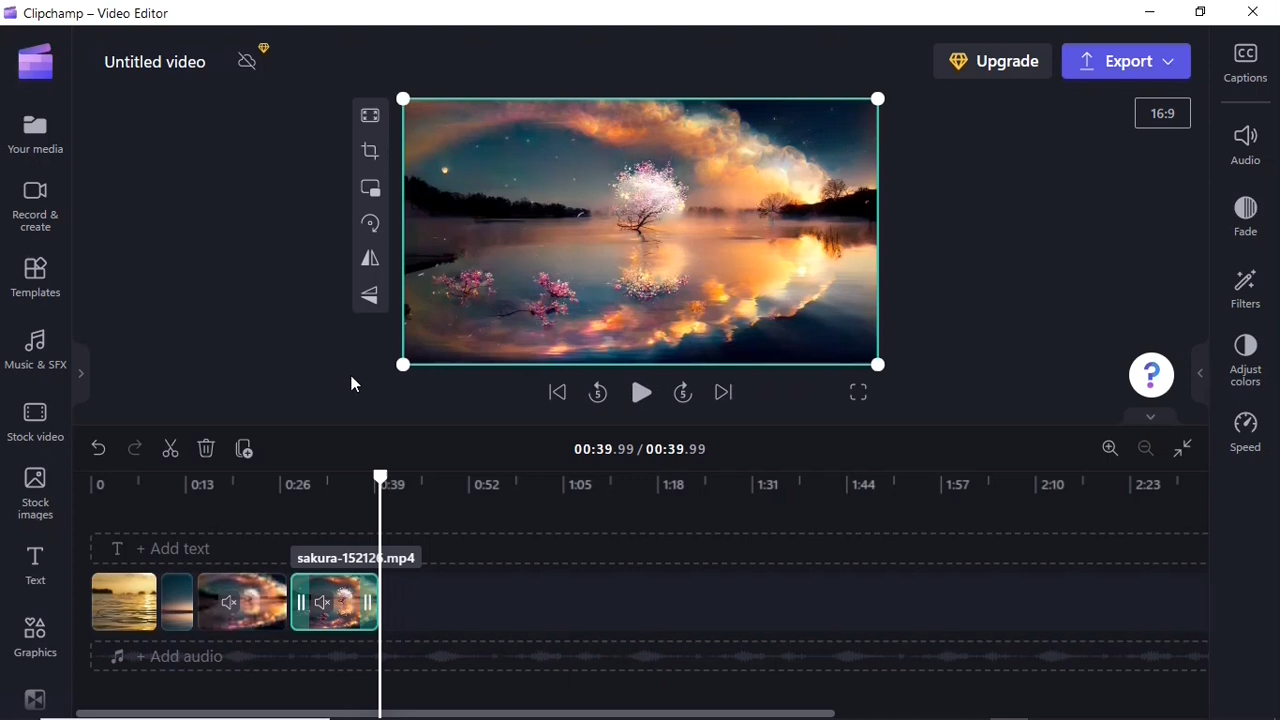 Clipchamp – Video Editor
Untitled video
Upgrade
Export
16:9
Captions
Your media
Record &
create
Templates
Music & SFX
Stock video
Stock
images
Text
Graphics
Audio
Fade
Filters
Adjust
colors
Speed
5
5
?
00:39.99 / 00:39.99
0
0:13
0:26
0:39
0:52
1:05
1:18
1:31
1:44
1:57
2:10
2:23
T + Add text
sakura-152126.mp4
+ Add audio